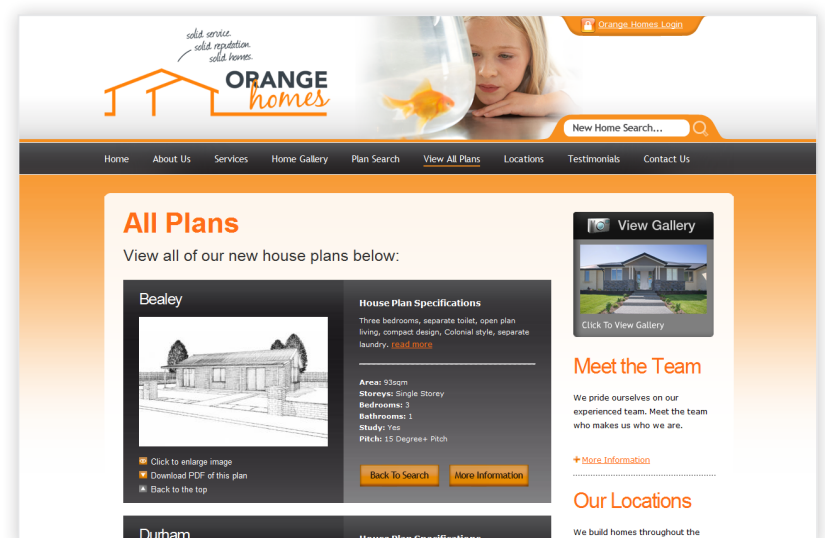 solid service.
solid reputation
solid homes.
ORANGE
homes
Orange Homes Login
New Home Search...
Home About Us Services Home Gallery Plan Search View All Plans Locations Testimonials Contact Us
All Plans
View all of our new house plans below:
Bealey
Click to enlarge image
Download PDF of this plan
Back to the top
House Plan Specifications
Three bedrooms, separate toilet, open plan
living, compact design, Colonial style, separate
laundry. read more
Area: 93sqm
Storeys: Single Storey
Bedrooms: 3
Bathrooms: 1
Study: Yes
Pitch: 15 Degree+ Pitch
Back To Search More Information
Durham
House Plan Specifications
View Gallery
Click To View Gallery
Meet the Team
We pride ourselves on our
experienced team. Meet the team
who makes us who we are.
More Information
Our Locations
We build homes throughout the